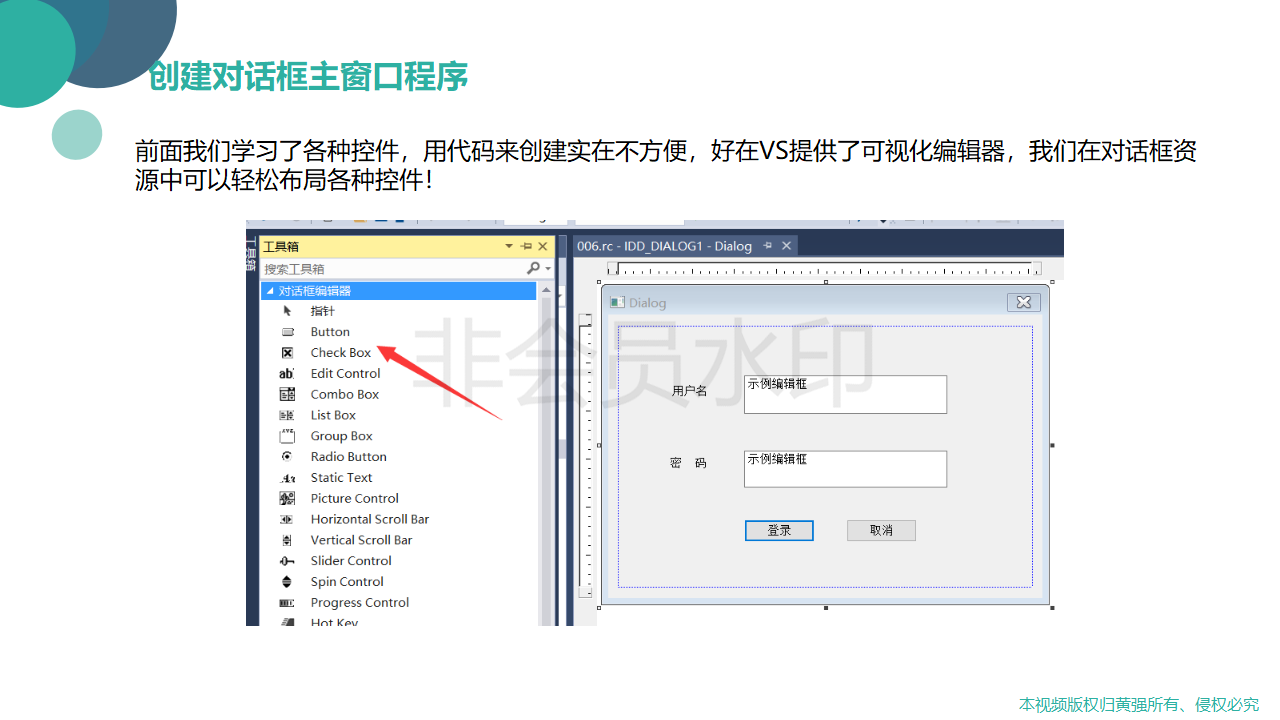 创建对话框主窗口程序
前面我们学习了各种控件，用代码来创建实在不方便，好在VS提供了可视化编辑器，我们在对话框资
源中可以轻松布局各种控件！
工具箱
工具箱
搜索工具箱
对话框编辑器
指针
Button
Check Box
Edit Control
Combo Box
List Box
Group Box
Radio Button
Static Text
Picture Control
Horizontal Scroll Bar
Vertical Scroll Bar
Slider Control
Spin Control
Progress Control
Hot Key
006.rc - IDD_DIALOG1 - Dialog
Dialog
用户名
示例编辑框
密 码
示例编辑框
登录
取消
非会员水印
本视频版权归黄强所有、侵权必究